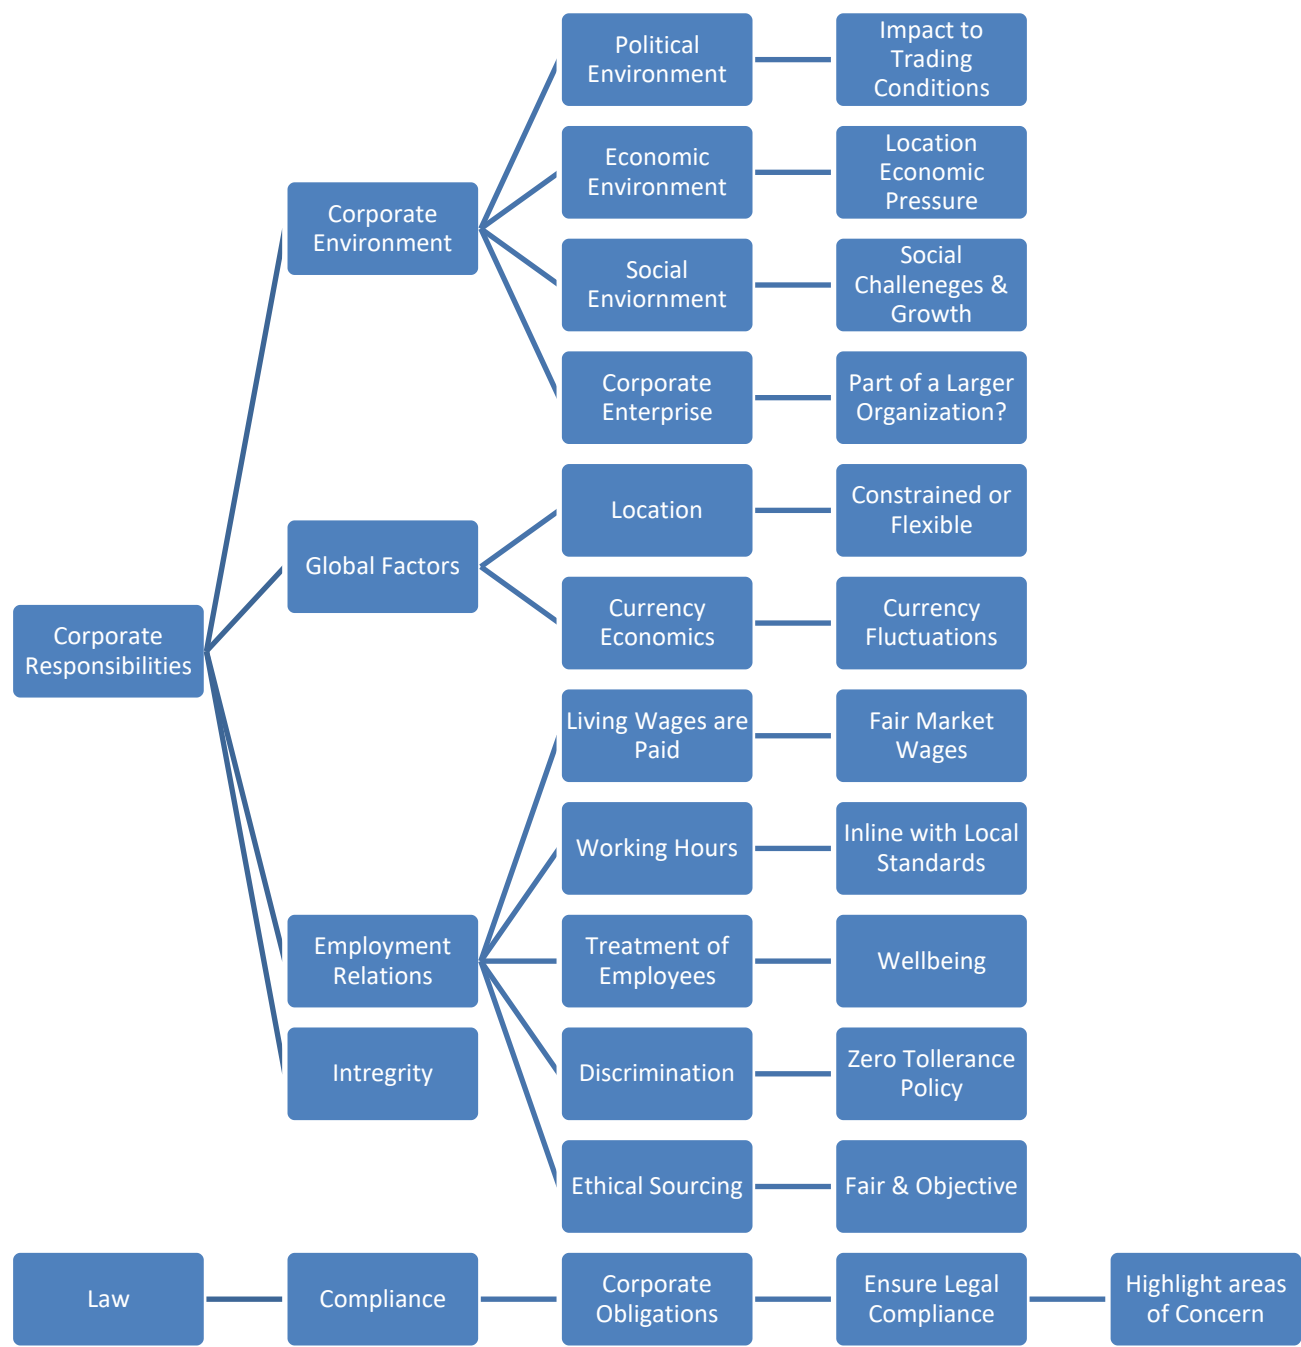 Corporate
Responsibilities
Corporate
Environment
Political
Environment
Impact to
Trading
Conditions
Economic
Environment
Location
Economic
Pressure
Social
Enviornment
Social
Challeneges &
Growth
Corporate
Enterprise
Part of a Larger
Organization?
Global Factors
Location
Constrained or
Flexible
Currency
Economics
Currency
Fluctuations
Employment
Relations
Living Wages are
Paid
Fair Market
Wages
Working Hours
Inline with Local
Standards
Treatment of
Employees
Wellbeing
Discrimination
Zero Tollerance
Policy
Ethical Sourcing
Fair & Objective
Intregrity
Law
Compliance
Corporate
Obligations
Ensure Legal
Compliance
Highlight areas
of Concern